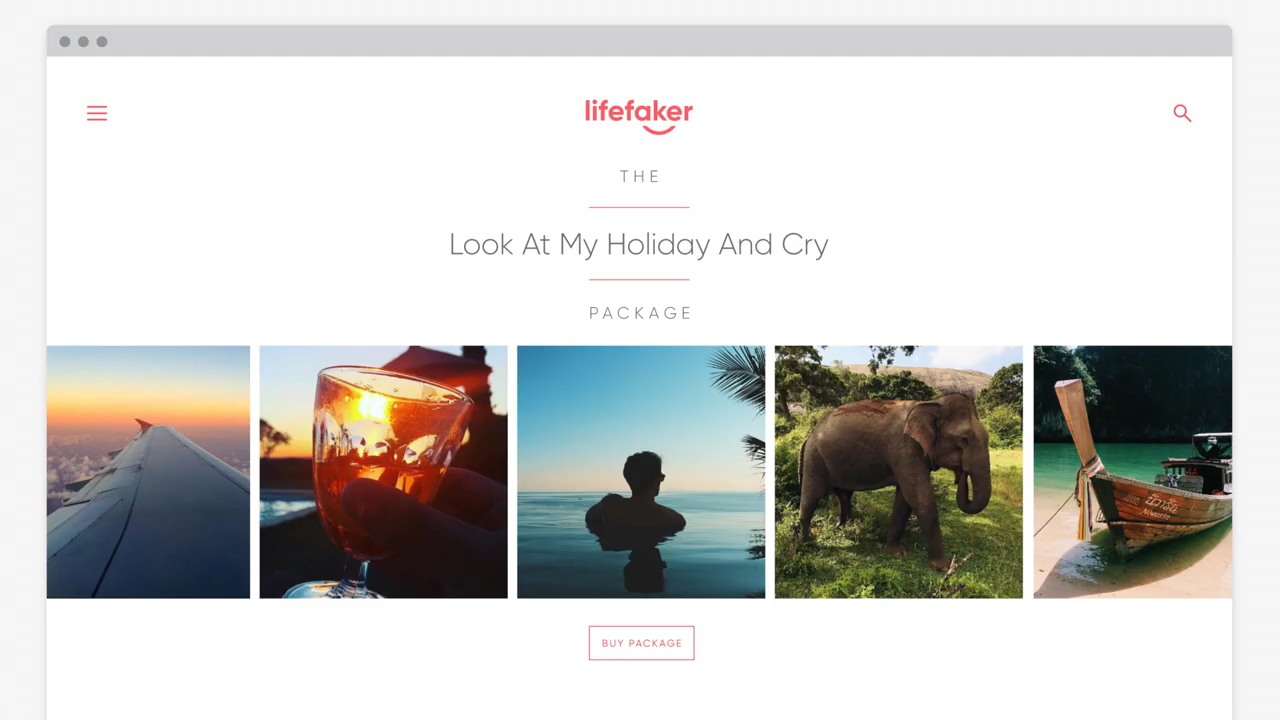 lifefaker
THE
Look At My Holiday And Cry
PACKAGE
BUY PACKAGE